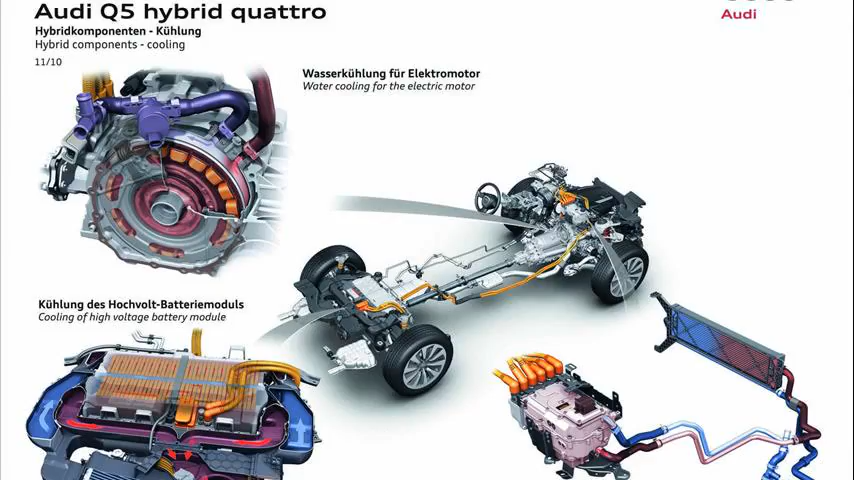 Audi Q5 hybrid quattro
Hybridkomponenten - Kühlung
Hybrid components - cooling
11/10
Audi
Wasserkühlung für Elektromotor
Water cooling for the electric motor
Kühlung des Hochvolt-Batteriemoduls
Cooling of high voltage battery module